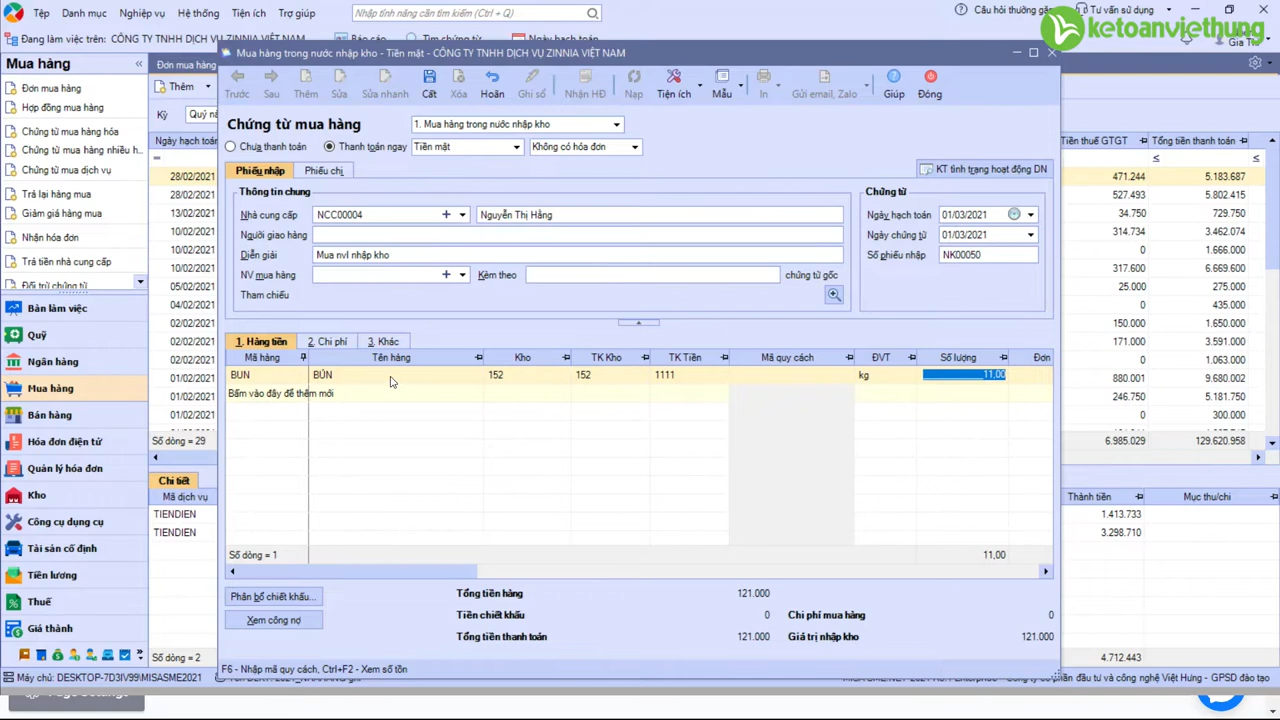 Tệp Danh mục Nghiệp vụ Hệ thống Tiện ích Trợ giúp
Nhập tính năng cần tìm kiếm (Ctrl + Q)
Câu hỏi thường gặp Tư vấn sử dụng
ketoanviethung
Đang làm việc trên: CÔNG TY TNHH DỊCH VỤ ZINNIA VIỆT NAM
Mua hàng
Đơn mua hàng
Hợp đồng mua hàng
Chứng từ mua hàng hóa
Chứng từ mua hàng nhiều h
Chứng từ mua dịch vụ
Trả lại hàng mua
Giảm giá hàng mua
Nhận hóa đơn
Trả tiền nhà cung cấp
Đối trừ chứng từ
Bàn làm việc
Quỹ
Ngân hàng
Mua hàng
Bán hàng
Hóa đơn điện tử
Quản lý hóa đơn
Kho
Công cụ dụng cụ
Tài sản cố định
Tiền lương
Thuế
Giá thành
Đơn mua hàng
Thêm
Kỳ Quý nà
Ngày hạch toán
=
28/02/2021
28/02/2021
13/02/2021
10/02/2021
10/02/2021
10/02/2021
05/02/2021
04/02/2021
02/02/2021
02/02/2021
02/02/2021
01/02/2021
01/02/2021
01/02/2021
Số dòng = 29
Chi tiết
Mã dịch vụ
TIENDIEN
TIENDIEN
Số dòng = 2
Mua hàng trong nước nhập kho - Tiền mặt - CÔNG TY TNHH DỊCH VỤ ZINNIA VIỆT NAM
Trước Sau Thêm Sửa Sửa nhanh Cất Xóa Hoãn Ghi sổ Nhận HĐ Nạp Tiện ích Mẫu In Gửi email, Zalo Giúp Đóng
Chứng từ mua hàng
1. Mua hàng trong nước nhập kho
Chưa thanh toán Thanh toán ngay Tiền mặt Không có hóa đơn
Phiếu nhập Phiếu chi
KT tình trạng hoạt động DN
Thông tin chung
Nhà cung cấp NCC00004 Nguyễn Thị Hằng
Người giao hàng
Diễn giải Mua nvl nhập kho
NV mua hàng Kèm theo chứng từ gốc
Tham chiếu
Chứng từ
Ngày hạch toán 01/03/2021
Ngày chứng từ 01/03/2021
Số phiếu nhập NK00050
1. Hàng tiền 2. Chi phí 3. Khác
Mã hàng Tên hàng Kho TK Kho TK Tiền Mã quy cách ĐVT Số lượng Đơn
BUN BÚN 152 152 1111 kg 11,00
Bấm vào đây để thêm mới
Số dòng = 1 11,00
Phân bổ chiết khấu...
Xem công nợ
Tổng tiền hàng 121.000
Tiền chiết khấu 0 Chi phí mua hàng 0
Tổng tiền thanh toán 121.000 Giá trị nhập kho 121.000
F6 - Nhập mã quy cách, Ctrl+F2 - Xem số tồn
Tiền thuế GTGT Tổng tiền thanh toán
≤ ≤
471.244 5.183.687
527.493 5.802.415
34.750 729.750
314.734 3.462.074
0 1.666.000
317.600 6.669.600
25.000 275.000
0 435.000
150.000 1.650.000
371.591 3.591.000
0 1.063.000
880.001 9.680.002
246.750 5.181.750
0 300.000
6.985.029 129.620.958
Thành tiền Mục thu/chi
1.413.733
3.298.710
4.712.443
Máy chủ: DESKTOP-7D3IV99\MISASME2021